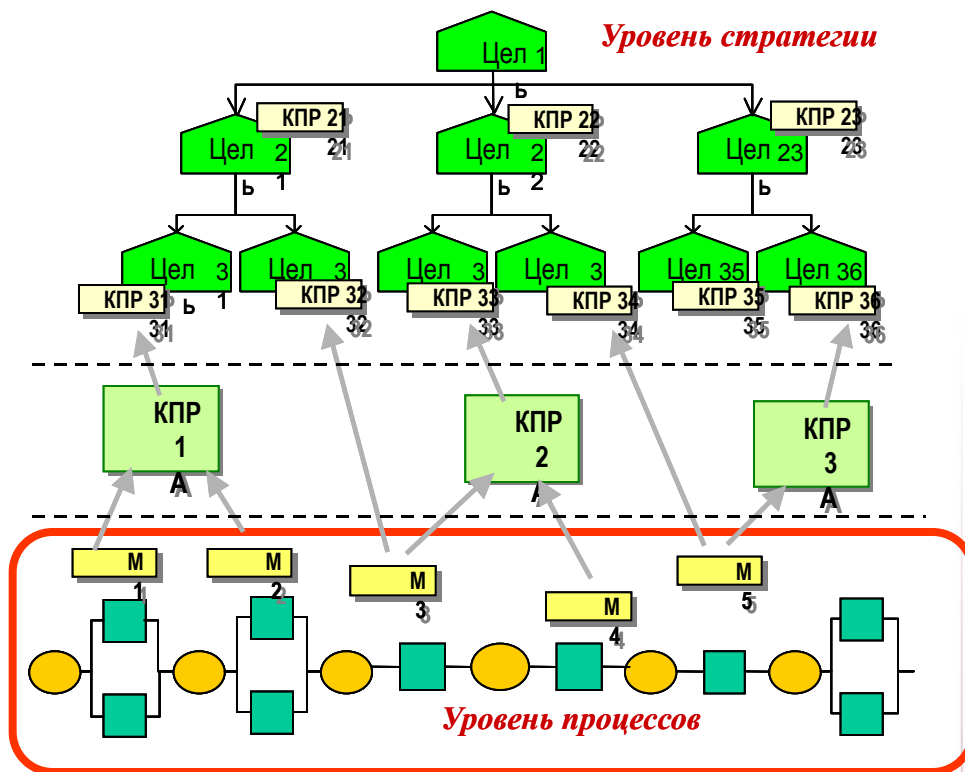 Уровень стратегии
Цел 1
ь
КПР 21
21
Цел 2
ь 1
КПР 22
22
Цел 2
ь 2
КПР 23
23
Цел 23
ь
Цел 3
ь 1
КПР 31
31
Цел 3
КПР 32
32
Цел 3
КПР 33
33
Цел 3
КПР 34
34
Цел 35
КПР 35
35
Цел 36
КПР 36
36
КПР
1
А
КПР
2
А
КПР
3
А
М
1
М
2
М
3
М
4
М
5
Уровень процессов